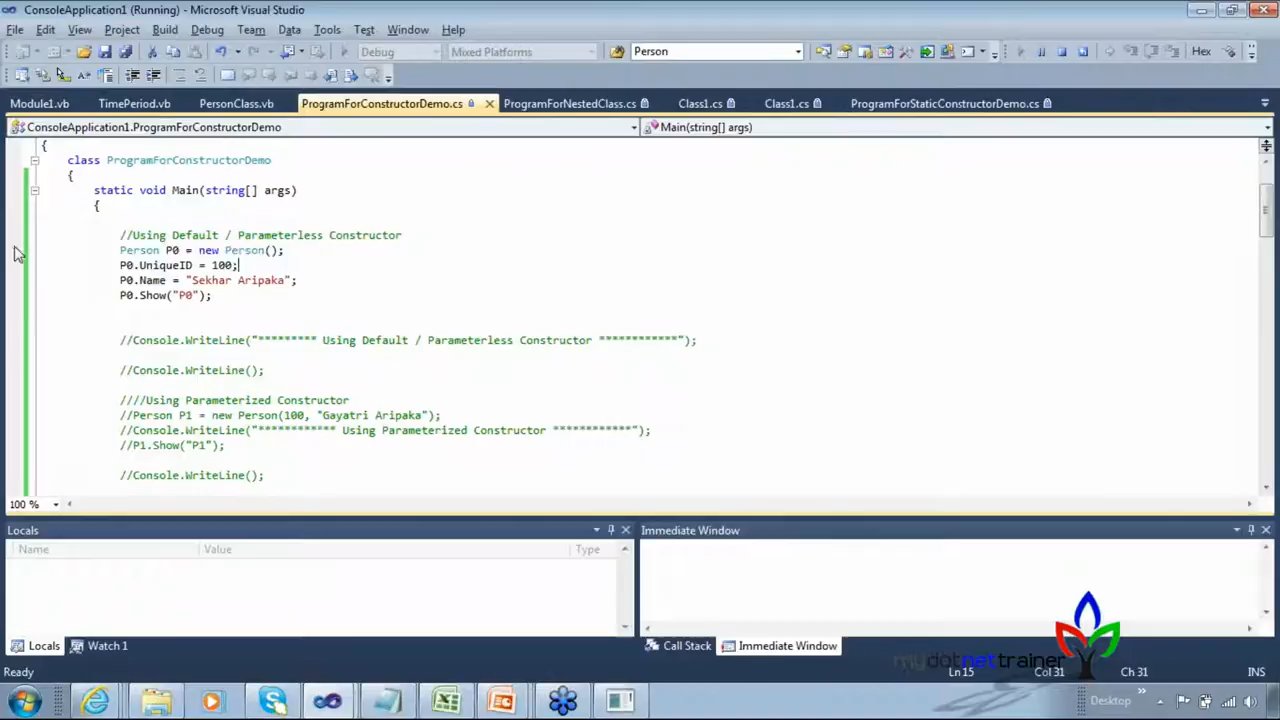 ConsoleApplication1 (Running) - Microsoft Visual Studio
File Edit View Project Build Debug Team Data Tools Test Window Help
Debug Mixed Platforms Person Hex
Module1.vb TimePeriod.vb PersonClass.vb ProgramForConstructorDemo.cs ProgramForNestedClass.cs Class1.cs Class1.cs ProgramForStaticConstructorDemo.cs
ConsoleApplication1.ProgramForConstructorDemo Main(string[] args)
{
class ProgramForConstructorDemo
{
static void Main(string[] args)
{
//Using Default / Parameterless Constructor
Person P0 = new Person();
P0.UniqueID = 100;
P0.Name = "Sekhar Aripaka";
P0.Show("P0");
//Console.WriteLine("********* Using Default / Parameterless Constructor ************");
//Console.WriteLine();
////Using Parameterized Constructor
//Person P1 = new Person(100, "Gayatri Aripaka");
//Console.WriteLine("************ Using Parameterized Constructor ************");
//P1.Show("P1");
//Console.WriteLine();
100 %
Locals Immediate Window
Name Value Type
Locals Watch 1 Call Stack Immediate Window
mydotnettrainer
Ready Ln 15 Col 31 Ch 31 INS
Desktop